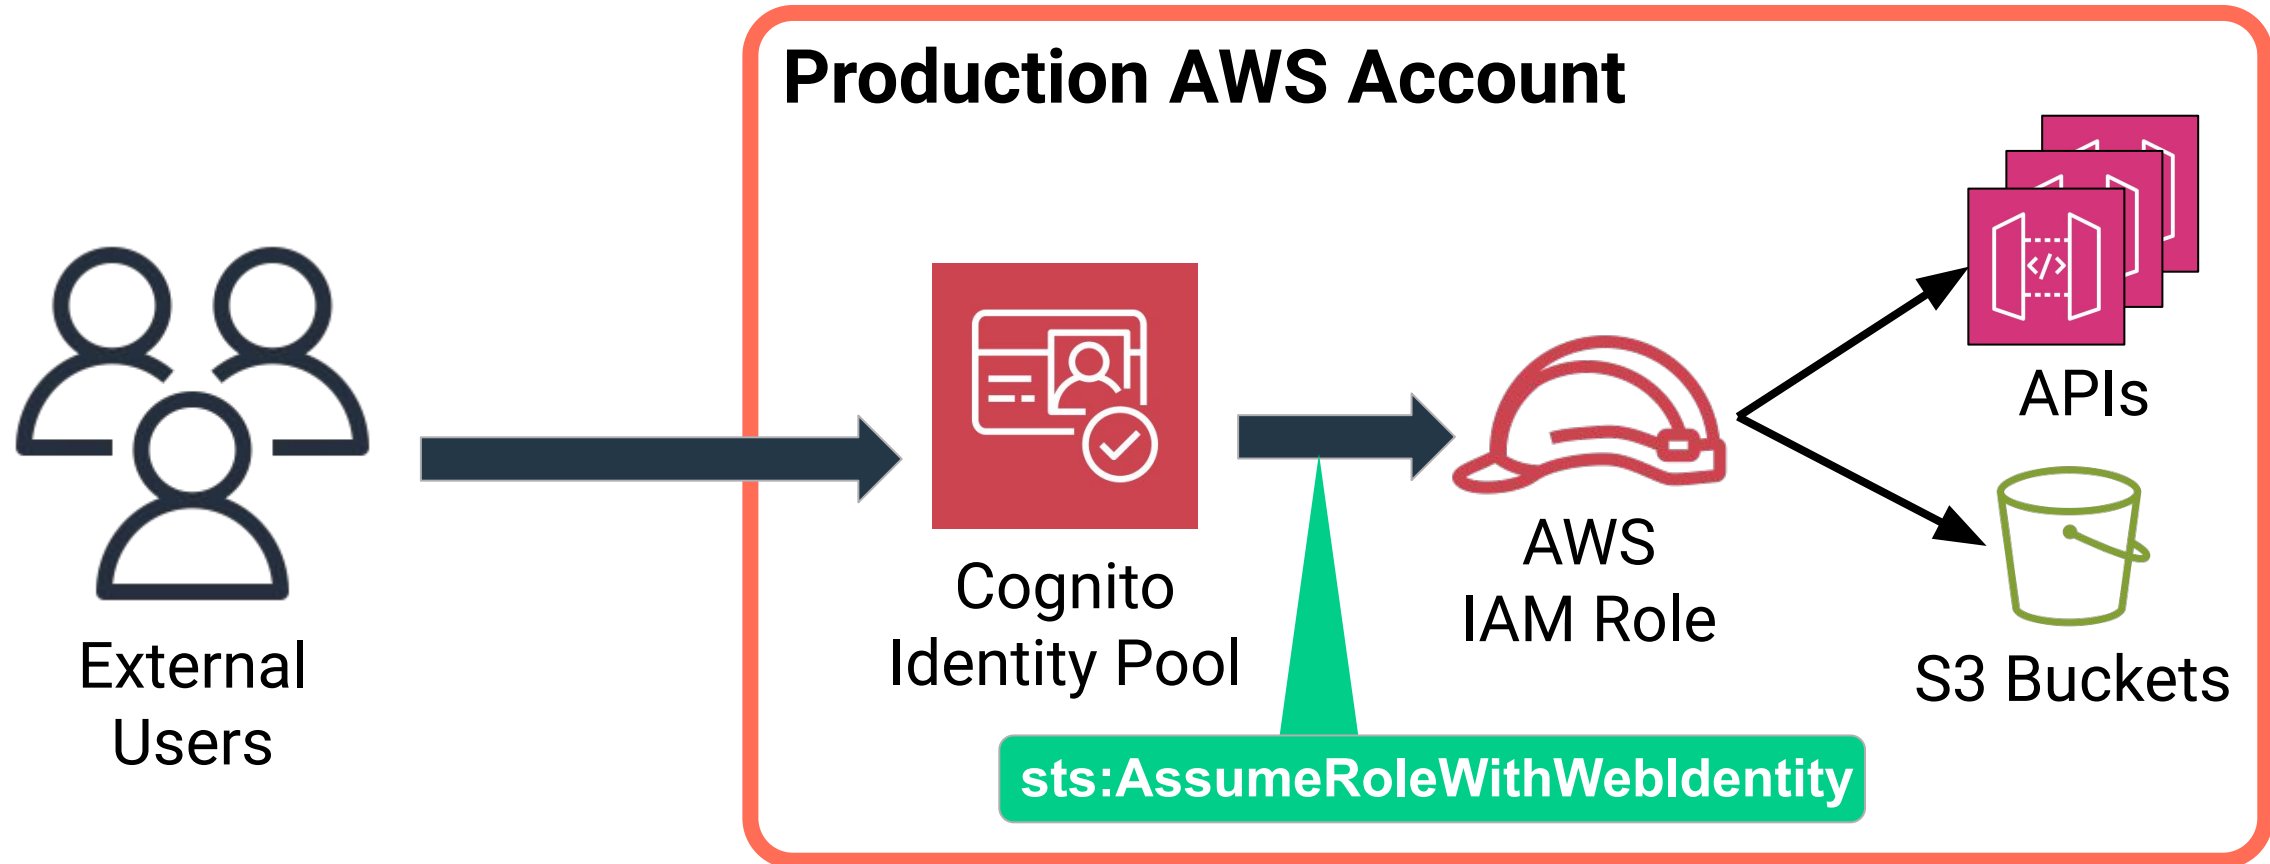 Production AWS Account
External
Users
Cognito
Identity Pool
sts:AssumeRoleWithWebIdentity
AWS
IAM Role
</>
APIs
S3 Buckets